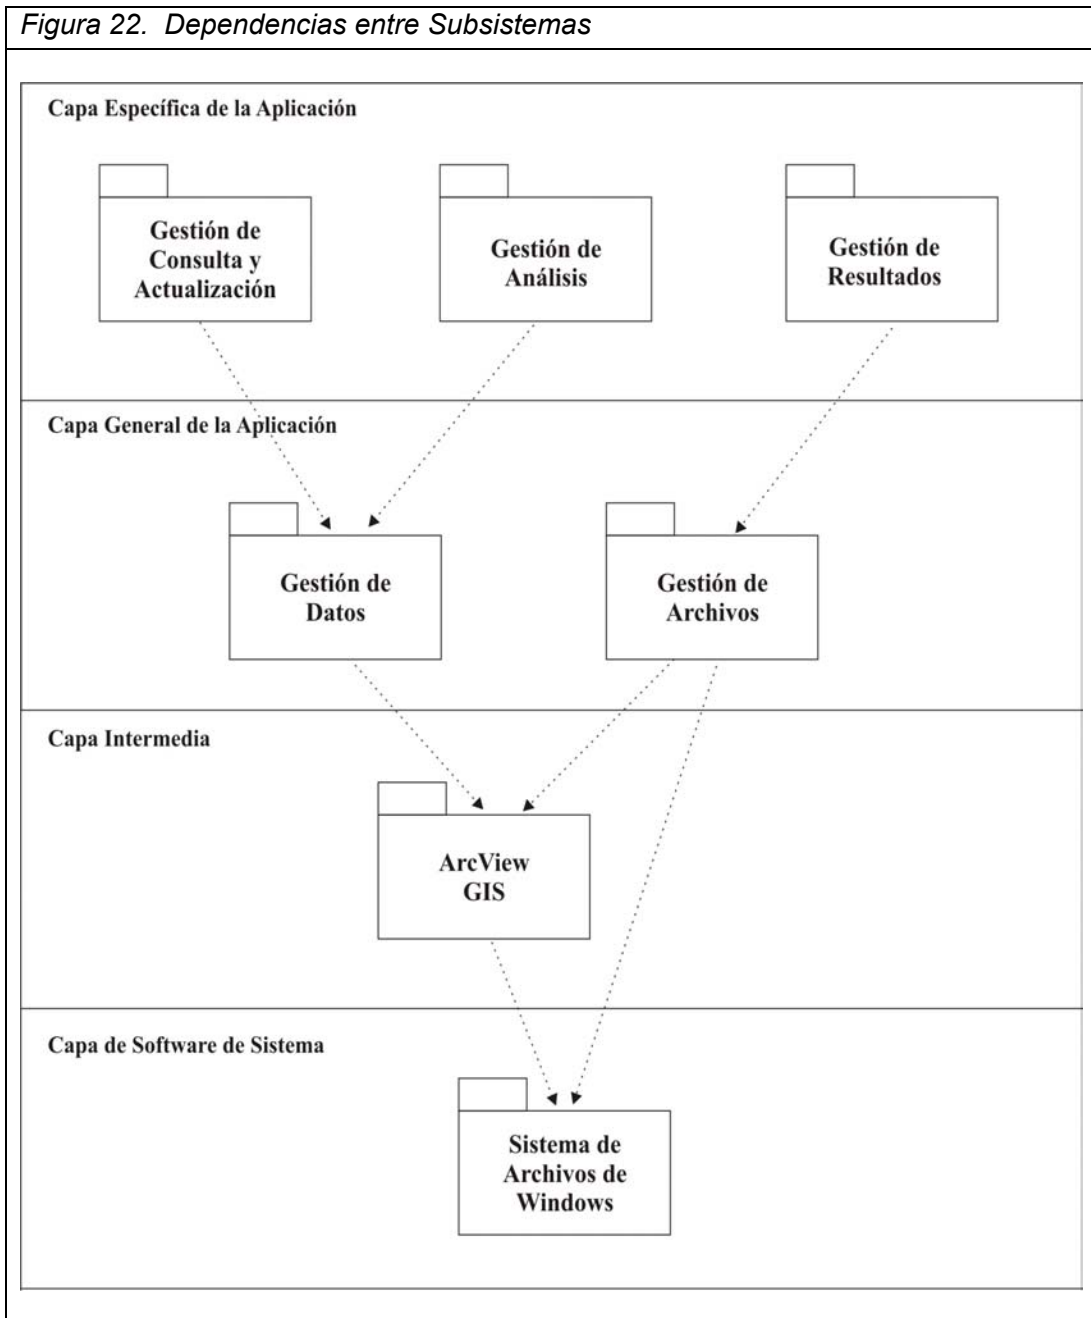 Figura 22. Dependencias entre Subsistemas
Capa Específica de la Aplicación
Gestión de
Consulta y
Actualización
Gestión de
Análisis
Gestión de
Resultados
Capa General de la Aplicación
Gestión de
Datos
Gestión de
Archivos
Capa Intermedia
ArcView
GIS
Capa de Software de Sistema
Sistema de
Archivos de
Windows